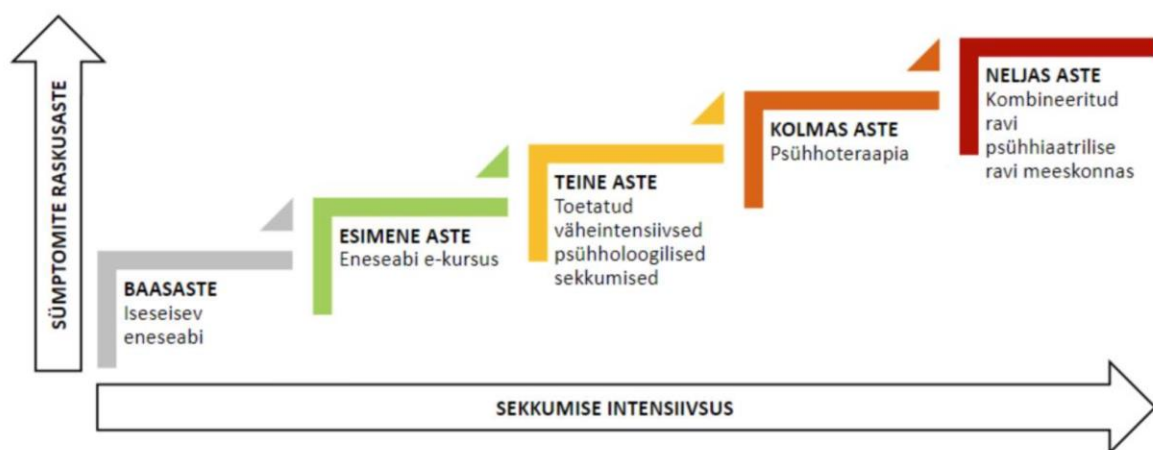 SÜMPTOMITE RASKUSASTE
BAASASTE
Iseseisev
eneseabi
ESIMENE ASTE
Eneseabi e-kursus
TEINE ASTE
Toetatud
väheintensiivsed
psühholoogilised
sekkumised
KOLMAS ASTE
Psühhoteraapia
NELJAS ASTE
Kombineeritud
ravi
psühhiaatrilise
ravi meeskonnas
SEKKUMISE INTENSIIVSUS